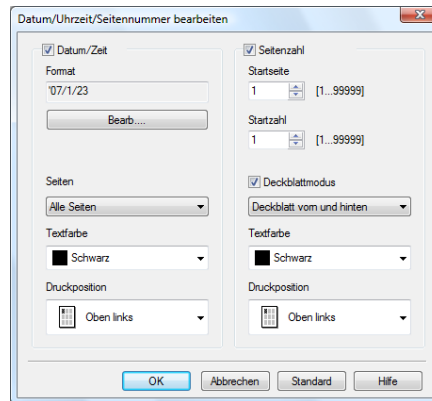 Datum/Uhrzeit/Seitennummer bearbeiten
Datum/Zeit
Format
'07/1/23
Bearb....
Seiten
Alle Seiten
Textfarbe
Schwarz
Druckposition
Oben links
Seitenzahl
Startseite
1 [1...99999]
Startzahl
1 [1...99999]
Deckblattmodus
Deckblatt vorn und hinten
Textfarbe
Schwarz
Druckposition
Oben links
OK Abbrechen Standard Hilfe